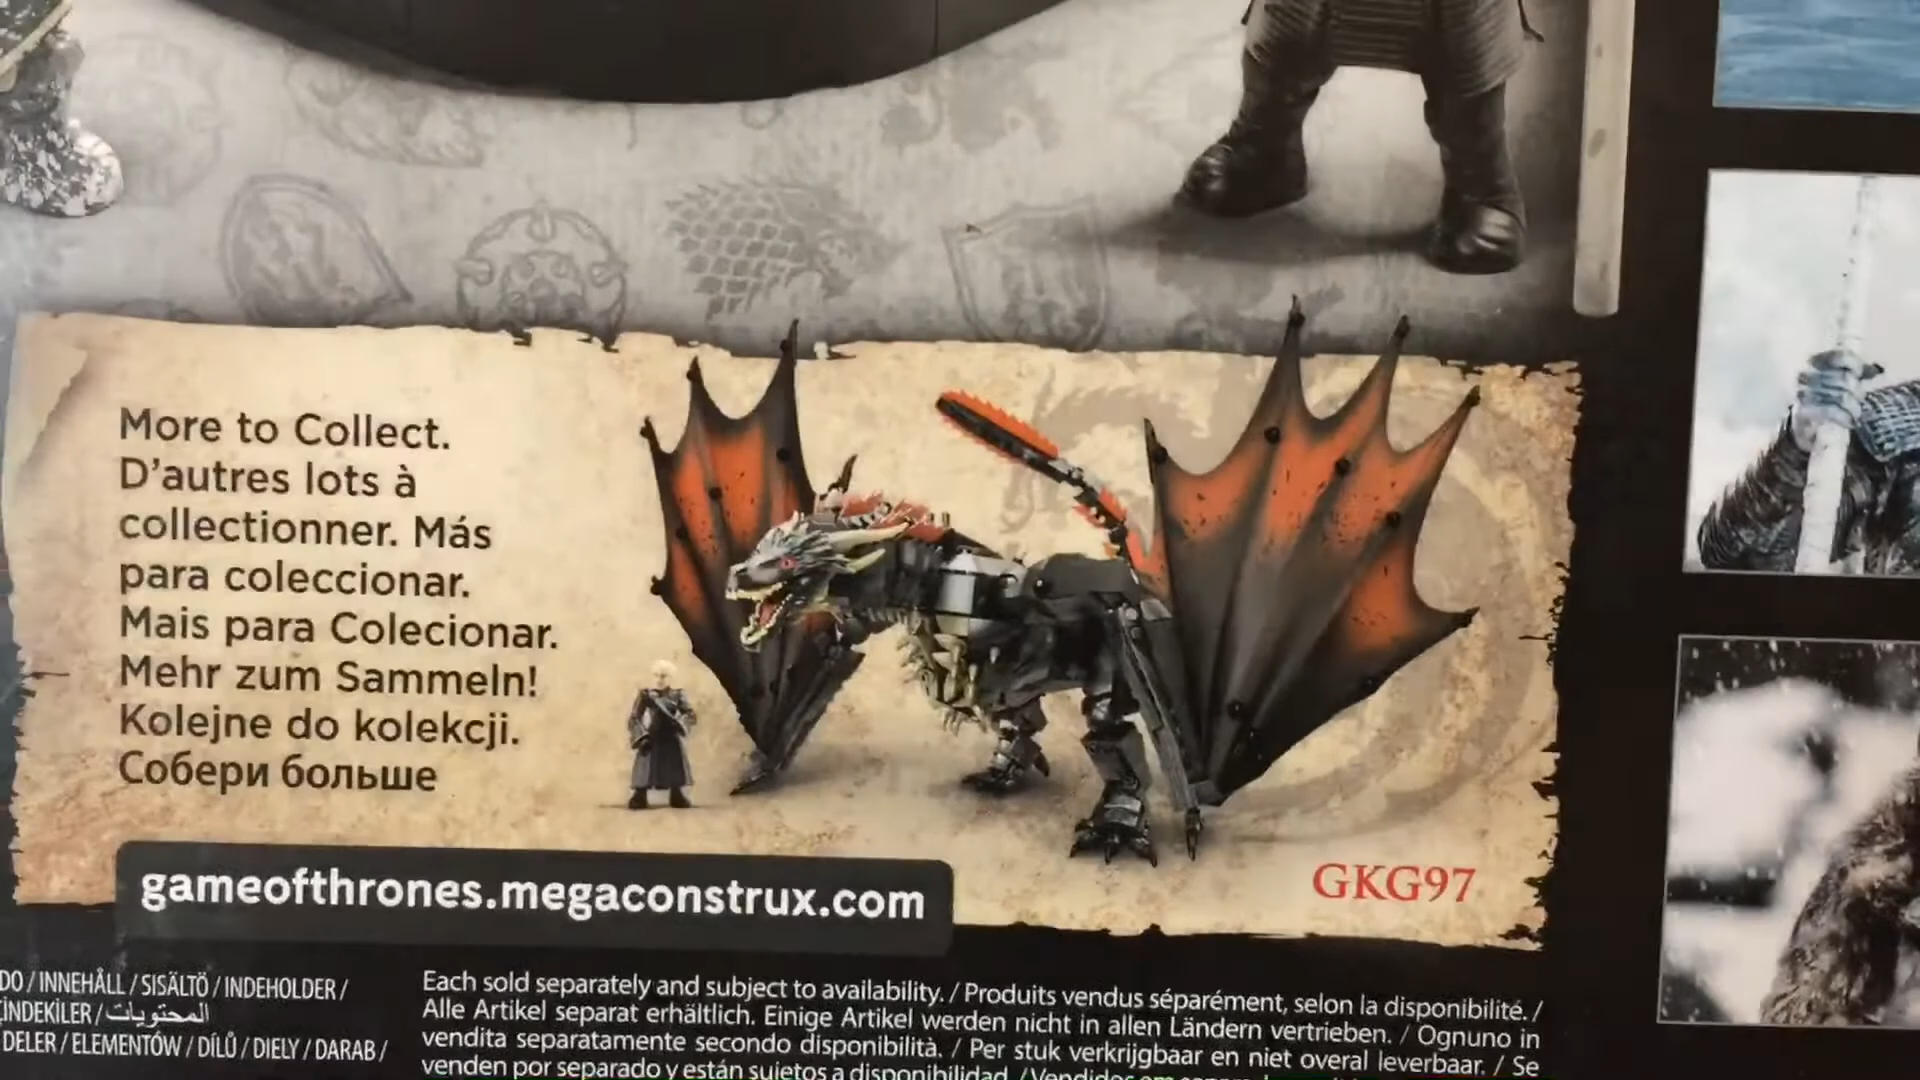 More to Collect.
D'autres lots à
collectionner. Más
para coleccionar.
Mais para Colecionar.
Mehr zum Sammeln!
Kolejne do kolekcji.
Собери больше
gameofthrones.megaconstrux.com
GKG97
DO / INNEHÅLL / SISÄLTÖ / INDEHOLDER /
İNDEKİLER / المحتويات
DELER / ELEMENTÓW / DÍLŮ / DIELY / DARAB /
Each sold separately and subject to availability. / Produits vendus séparément, selon la disponibilité. /
Alle Artikel separat erhältlich. Einige Artikel werden nicht in allen Ländern vertrieben. / Ognuno in
vendita separatamente secondo disponibilità. / Per stuk verkrijgbaar en niet overal leverbaar. / Se
venden por separado y están sujetos a disponibilidad. /